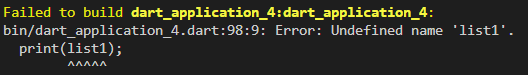 Failed to build dart_application_4:dart_application_4:
bin/dart_application_4.dart:98:9: Error: Undefined name 'list1'.
  print(list1);
        ^^^^^